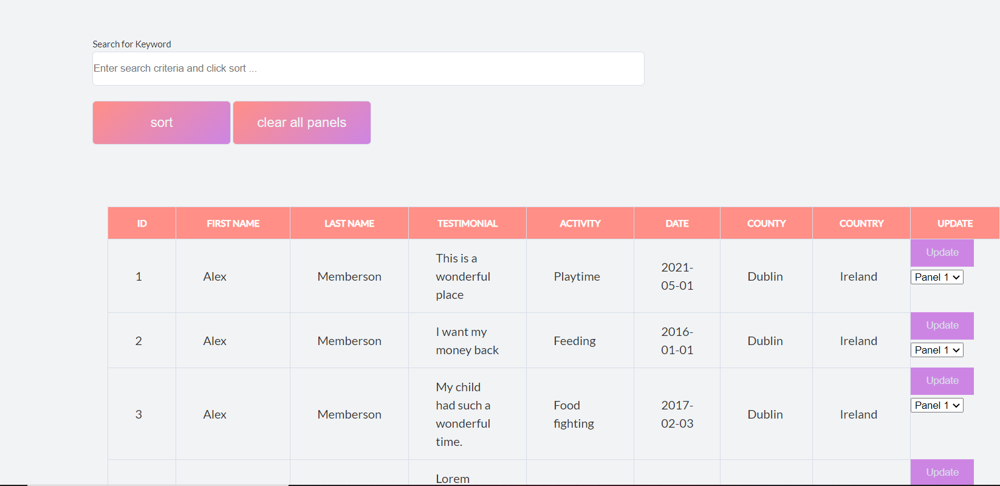 Search for Keyword
Enter search criteria and click sort ...
sort clear all panels
ID FIRST NAME LAST NAME TESTIMONIAL ACTIVITY DATE COUNTY COUNTRY UPDATE
1 Alex Memberson This is a wonderful place Playtime 2021-05-01 Dublin Ireland Update Panel 1
2 Alex Memberson I want my money back Feeding 2016-01-01 Dublin Ireland Update Panel 1
3 Alex Memberson My child had such a wonderful time. Food fighting 2017-02-03 Dublin Ireland Update Panel 1
Lorem Update